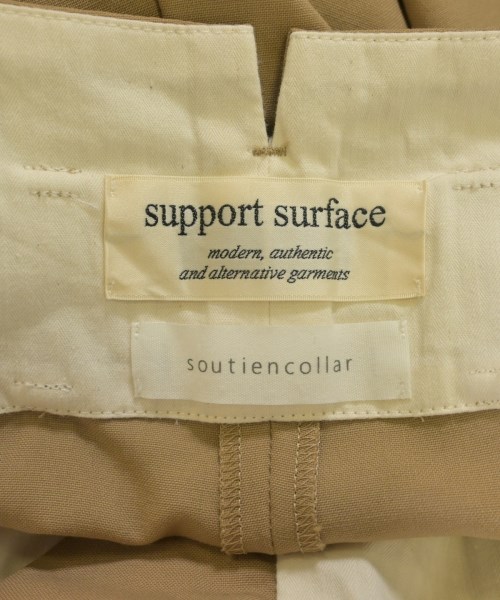 support surface
modern, authentic
and alternative garments
soutiencollar